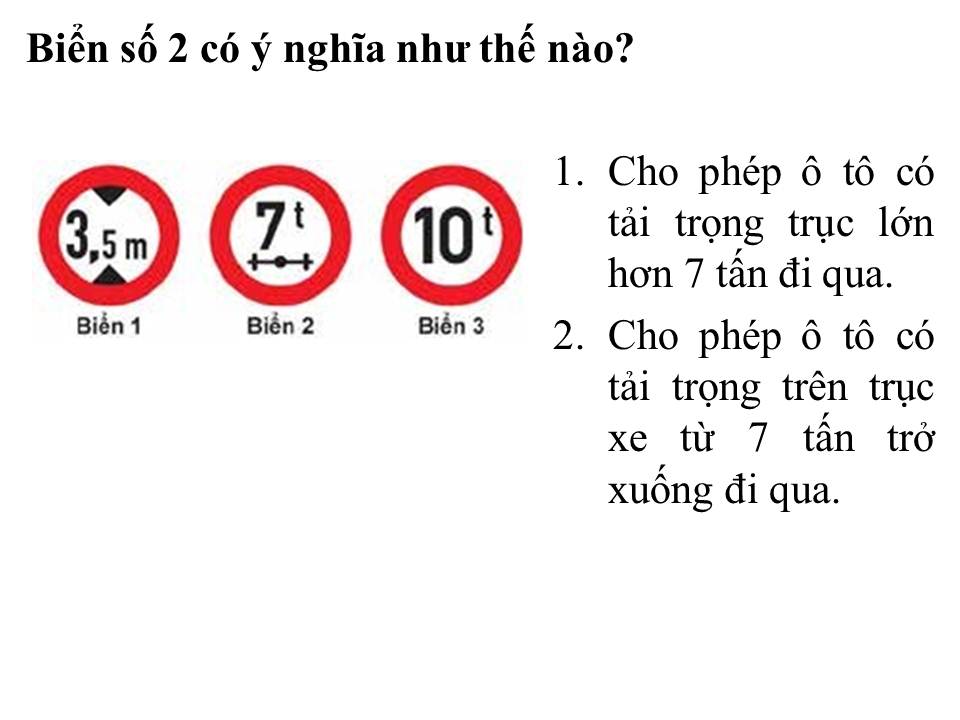 Biển số 2 có ý nghĩa như thế nào?
3,5 m
7 t
10 t
Biển 1
Biển 2
Biển 3
1. Cho phép ô tô có
tải trọng trục lớn
hơn 7 tấn đi qua.
2. Cho phép ô tô có
tải trọng trên trục
xe từ 7 tấn trở
xuống đi qua.